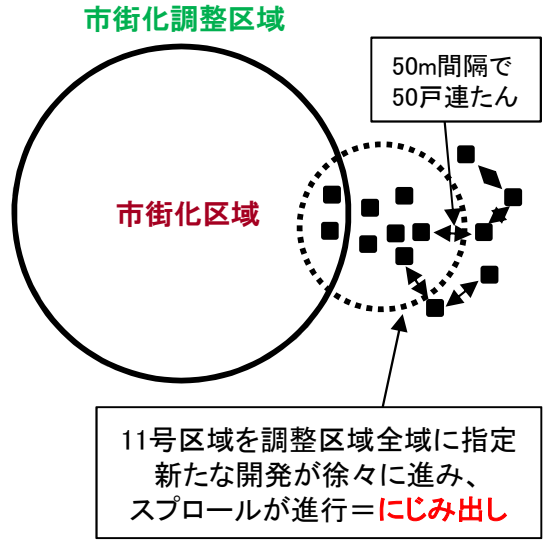 市街化調整区域
50m間隔で
50戸連たん
市街化区域
11号区域を調整区域全域に指定
新たな開発が徐々に進み、
スプロールが進行＝にじみ出し